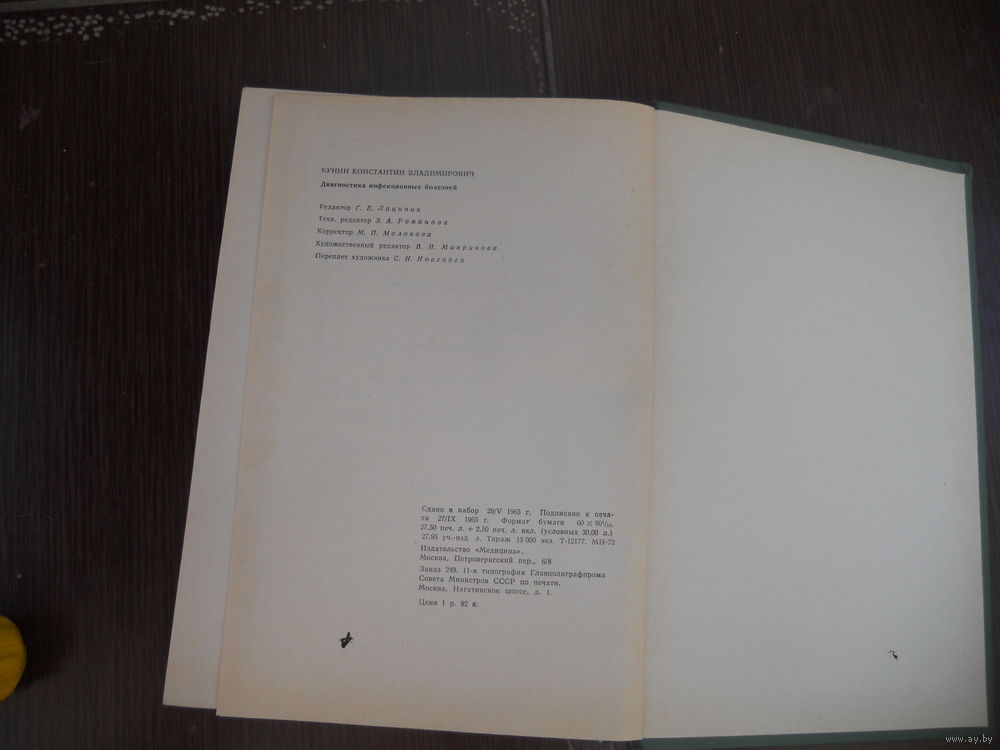 БУНИН КОНСТАНТИН ВЛАДИМИРОВИЧ
Диагностика инфекционных болезней
Редактор Г. Е. Лациник
Техн. редактор З. А. Романова
Корректор М. П. Молокова
Художественный редактор В. И. Микрикова
Переплет художника С. Н. Новского
Сдано в набор 29/V 1965 г. Подписано к печа-
ти 27/IX 1965 г. Формат бумаги 60 × 90¹/₁₆.
27,50 печ. л. + 2,50 печ. л. вкл. (условных 30,00 л.)
27,95 уч.-изд. л. Тираж 13 000 экз. Т-12177. МН-72
Издательство «Медицина»,
Москва, Петроверигский пер., 6/8
Заказ 249. 11-я типография Главполиграфпрома
Совета Министров СССР по печати,
Москва, Нагатинское шоссе, д. 1.
Цена 1 р. 92 к.
www.ay.by